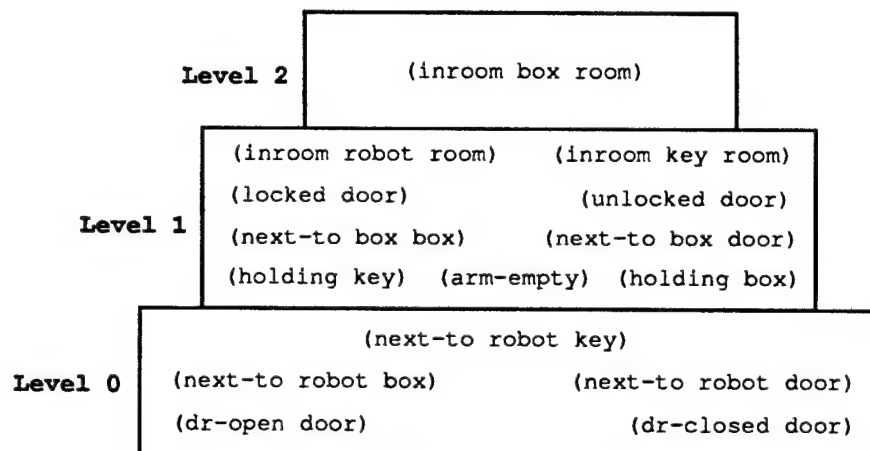 Level 2 (inroom box room)
(inroom robot room) (inroom key room)
(locked door) (unlocked door)
Level 1 (next-to box box) (next-to box door)
(holding key) (arm-empty) (holding box)
(next-to robot key)
Level 0 (next-to robot box) (next-to robot door)
(dr-open door) (dr-closed door)